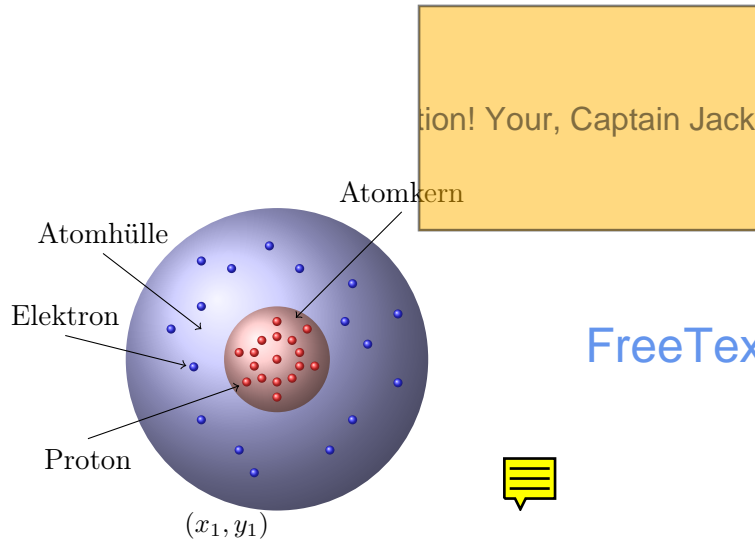 tion! Your, Captain Jack
Atomkern
Atomhülle
Elektron
FreeTex
Proton
(x₁, y₁)